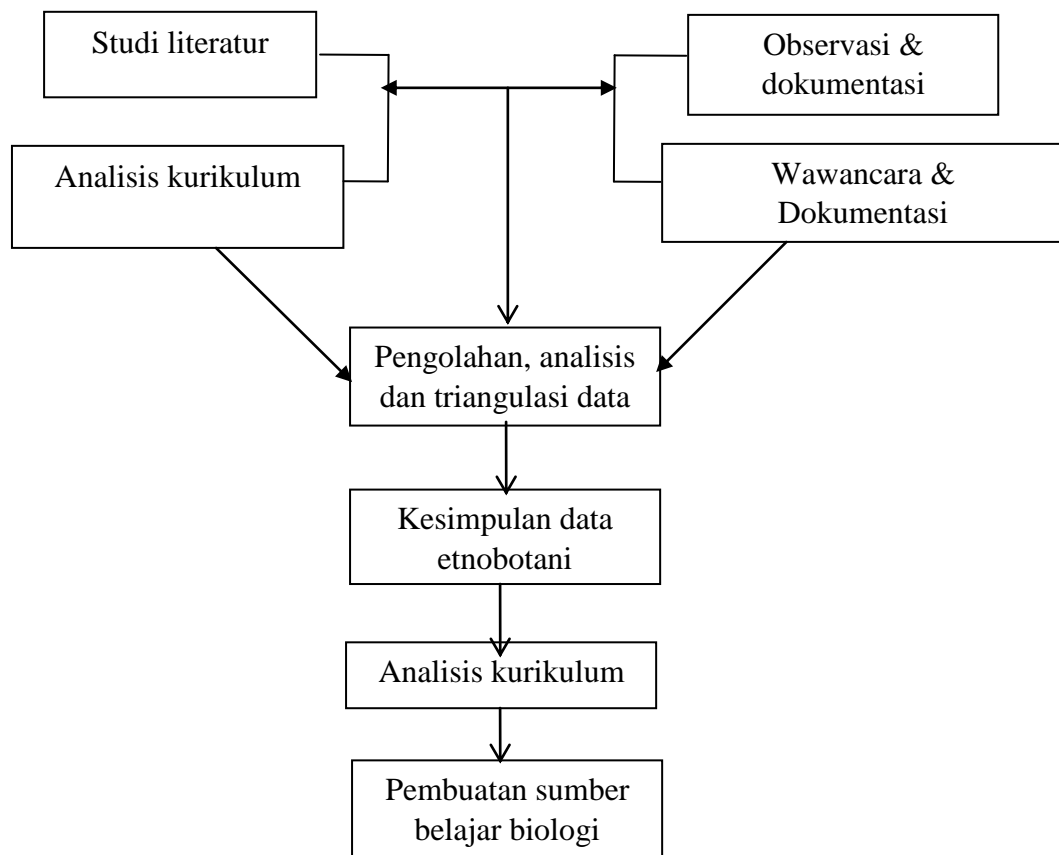 Studi literatur
Observasi &
dokumentasi
Analisis kurikulum
Wawancara &
Dokumentasi
Pengolahan, analisis
dan triangulasi data
Kesimpulan data
etnobotani
Analisis kurikulum
Pembuatan sumber
belajar biologi